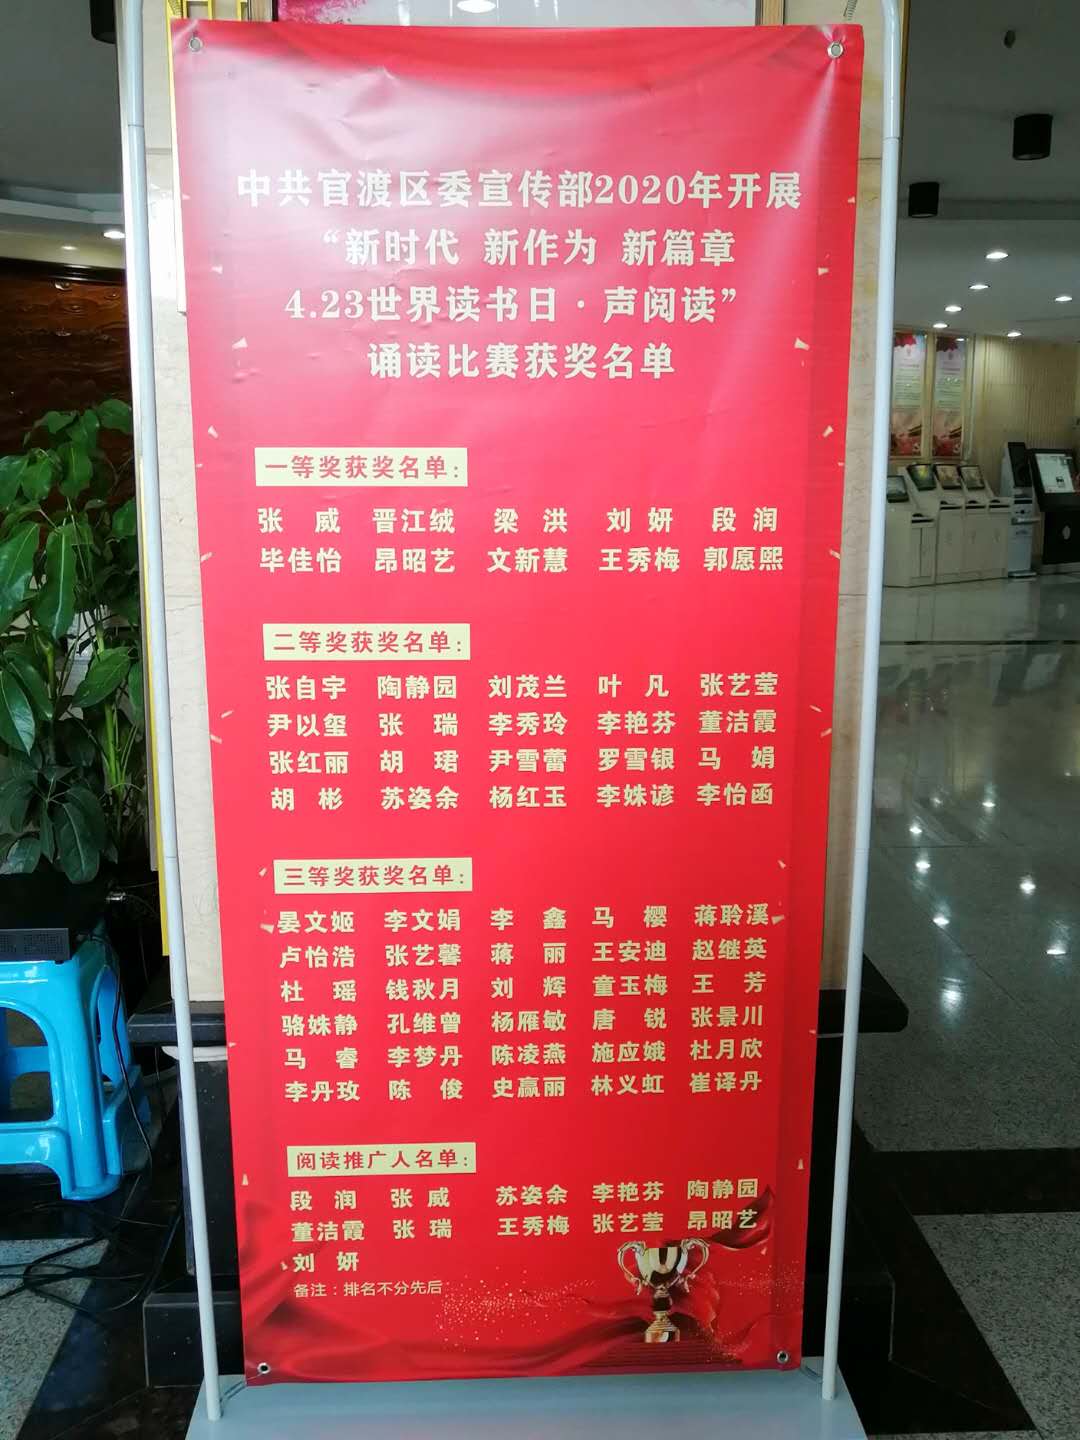 中共官渡区委宣传部2020年开展
“新时代 新作为 新篇章
4.23世界读书日·声阅读”
诵读比赛获奖名单
一等奖获奖名单:
张 威 晋江绒 梁 洪 刘 妍 段 润
毕佳怡 昂昭艺 文新慧 王秀梅 郭愿熙
二等奖获奖名单:
张自宇 陶静园 刘茂兰 叶 凡 张艺莹
尹以玺 张 瑞 李秀玲 李艳芬 董洁霞
张红丽 胡 珺 尹雪蕾 罗雪银 马 娟
胡 彬 苏姿余 杨红玉 李姝谚 李怡函
三等奖获奖名单:
晏文姬 李文娟 李 鑫 马 樱 蒋聆溪
卢怡浩 张艺馨 蒋 丽 王安迪 赵继英
杜 瑶 钱秋月 刘 辉 童玉梅 王 芳
骆姝静 孔维曾 杨雁敏 唐 锐 张景川
马 睿 李梦丹 陈凌燕 施应娥 杜月欣
李丹玫 陈 俊 史赢丽 林义虹 崔译丹
阅读推广人名单:
段 润 张 威 苏姿余 李艳芬 陶静园
董洁霞 张 瑞 王秀梅 张艺莹 昂昭艺
刘 妍
备注：排名不分先后